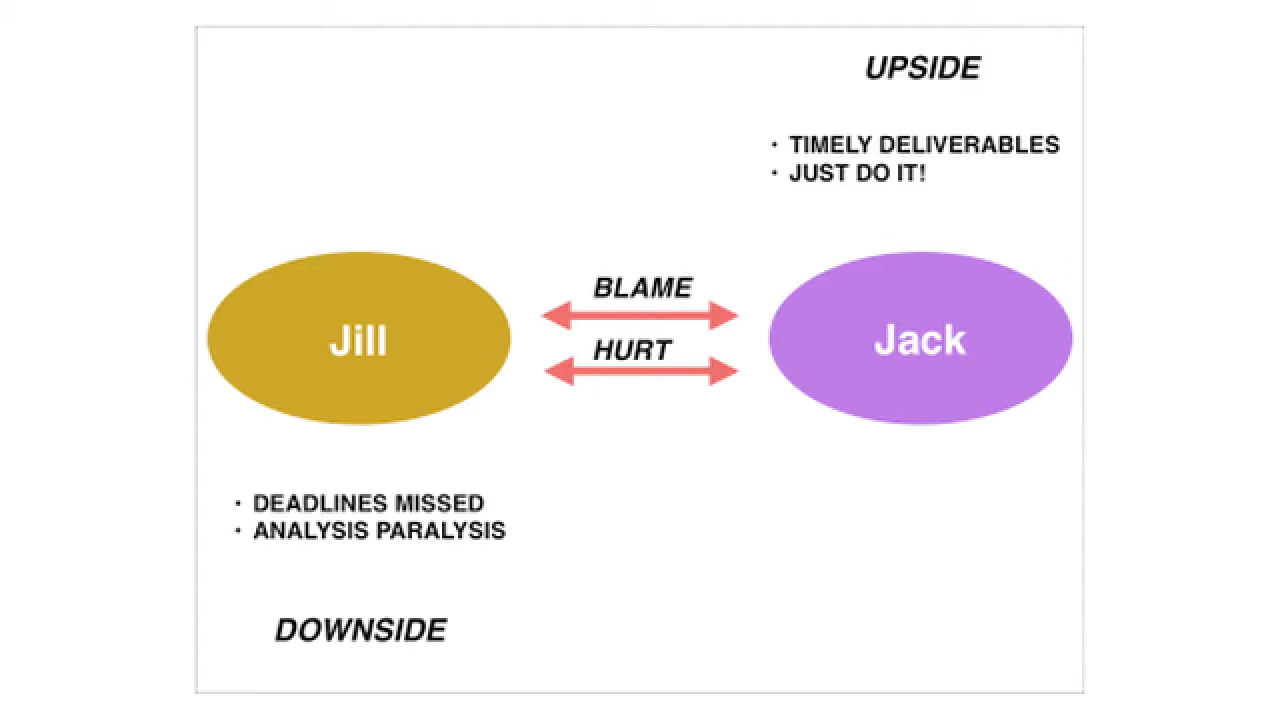 UPSIDE
• TIMELY DELIVERABLES
• JUST DO IT!
BLAME
Jill
HURT
Jack
• DEADLINES MISSED
• ANALYSIS PARALYSIS
DOWNSIDE